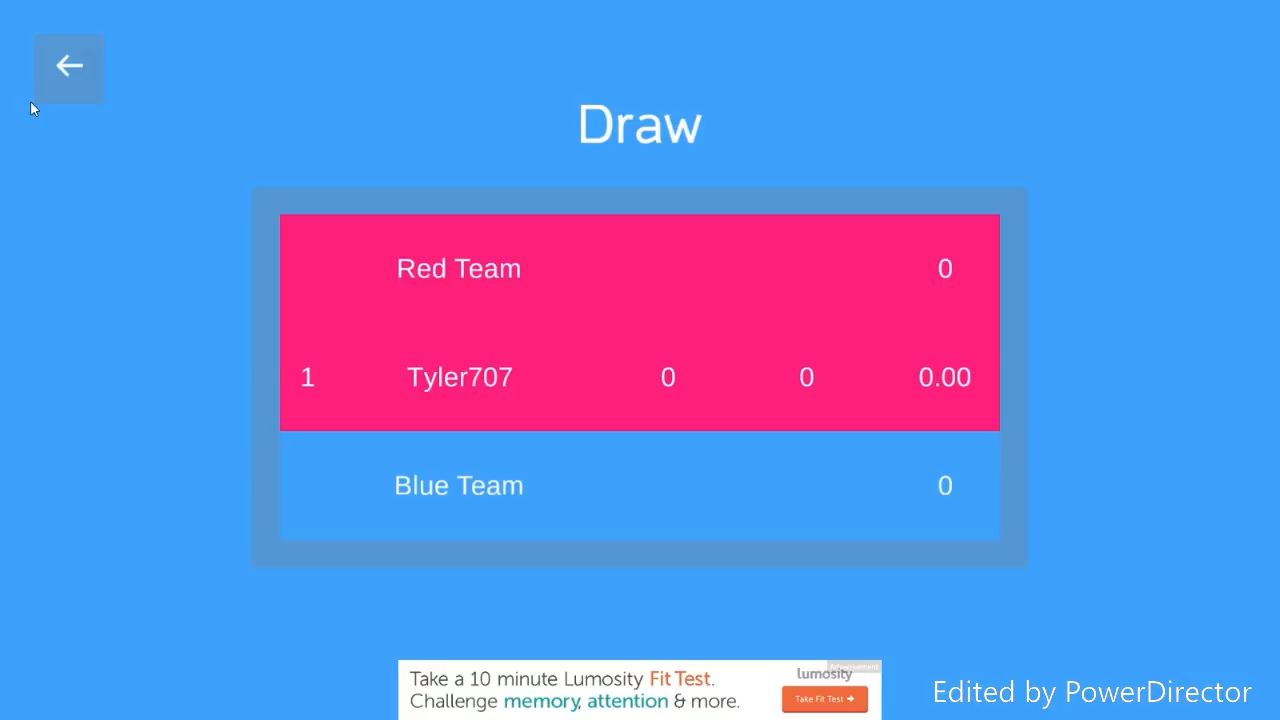 Draw
Red Team 0
1 Tyler707 0 0 0.00
Blue Team 0
Advertisement
Take a 10 minute Lumosity Fit Test. lumosity
Challenge memory, attention & more. Take Fit Test →
Edited by PowerDirector